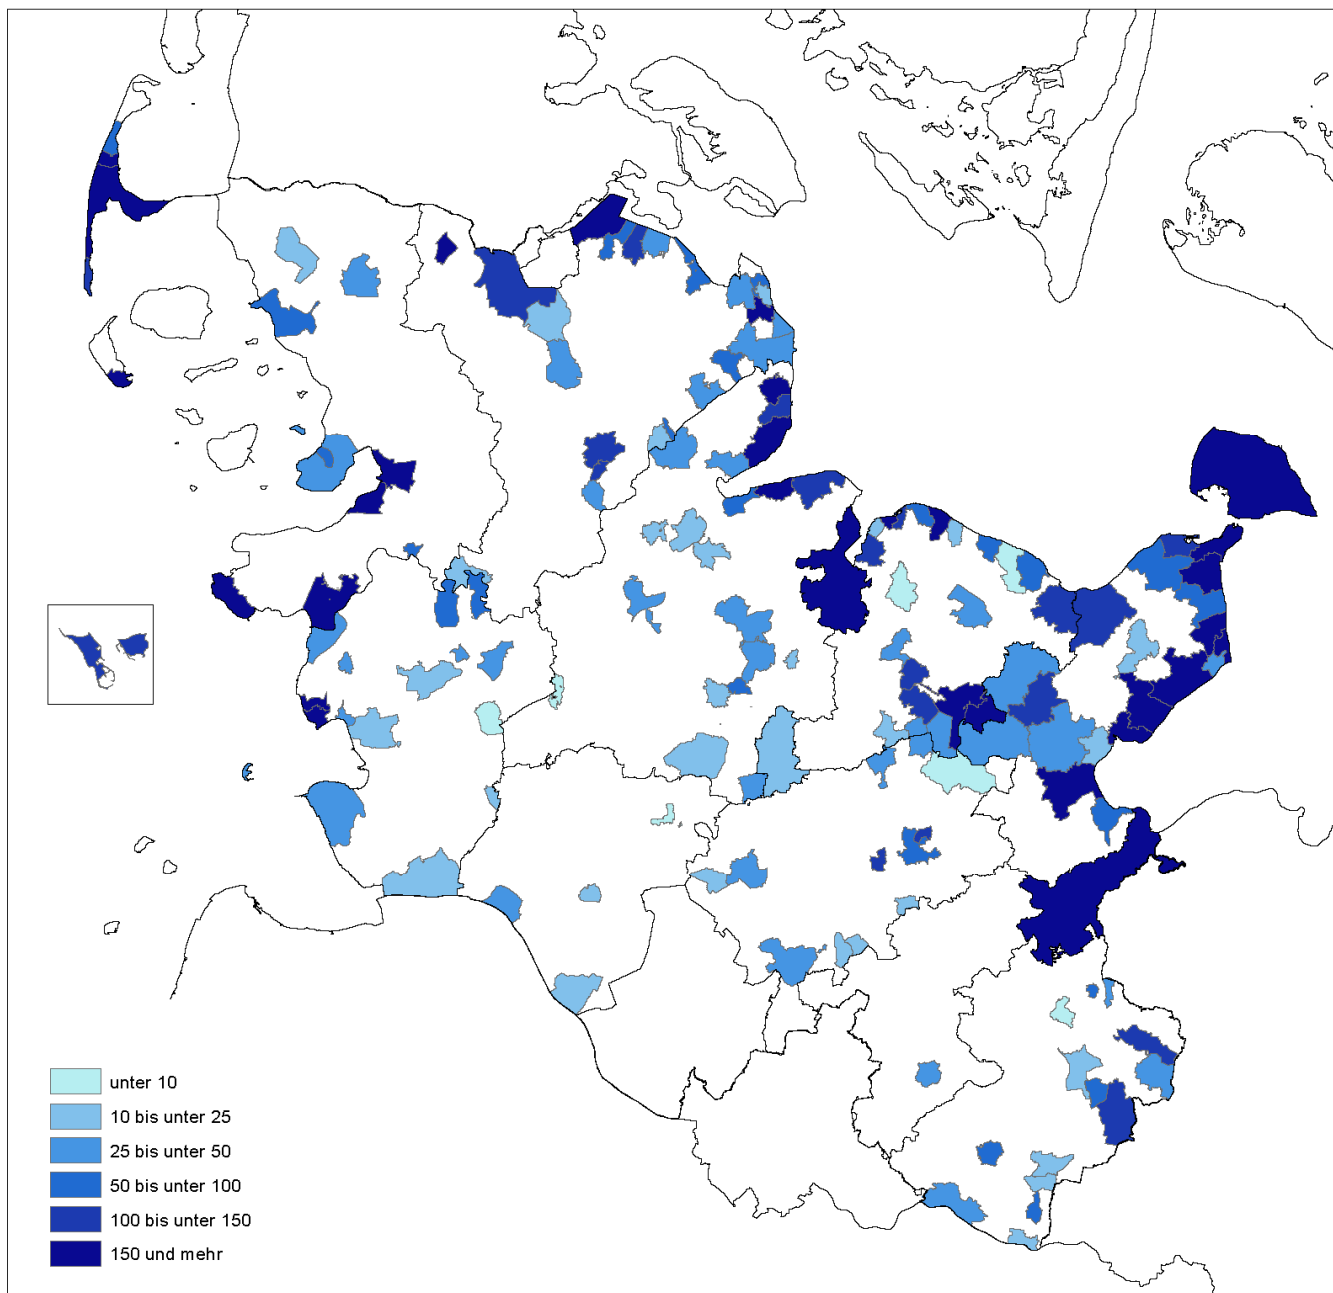 unter 10
10 bis unter 25
25 bis unter 50
50 bis unter 100
100 bis unter 150
150 und mehr